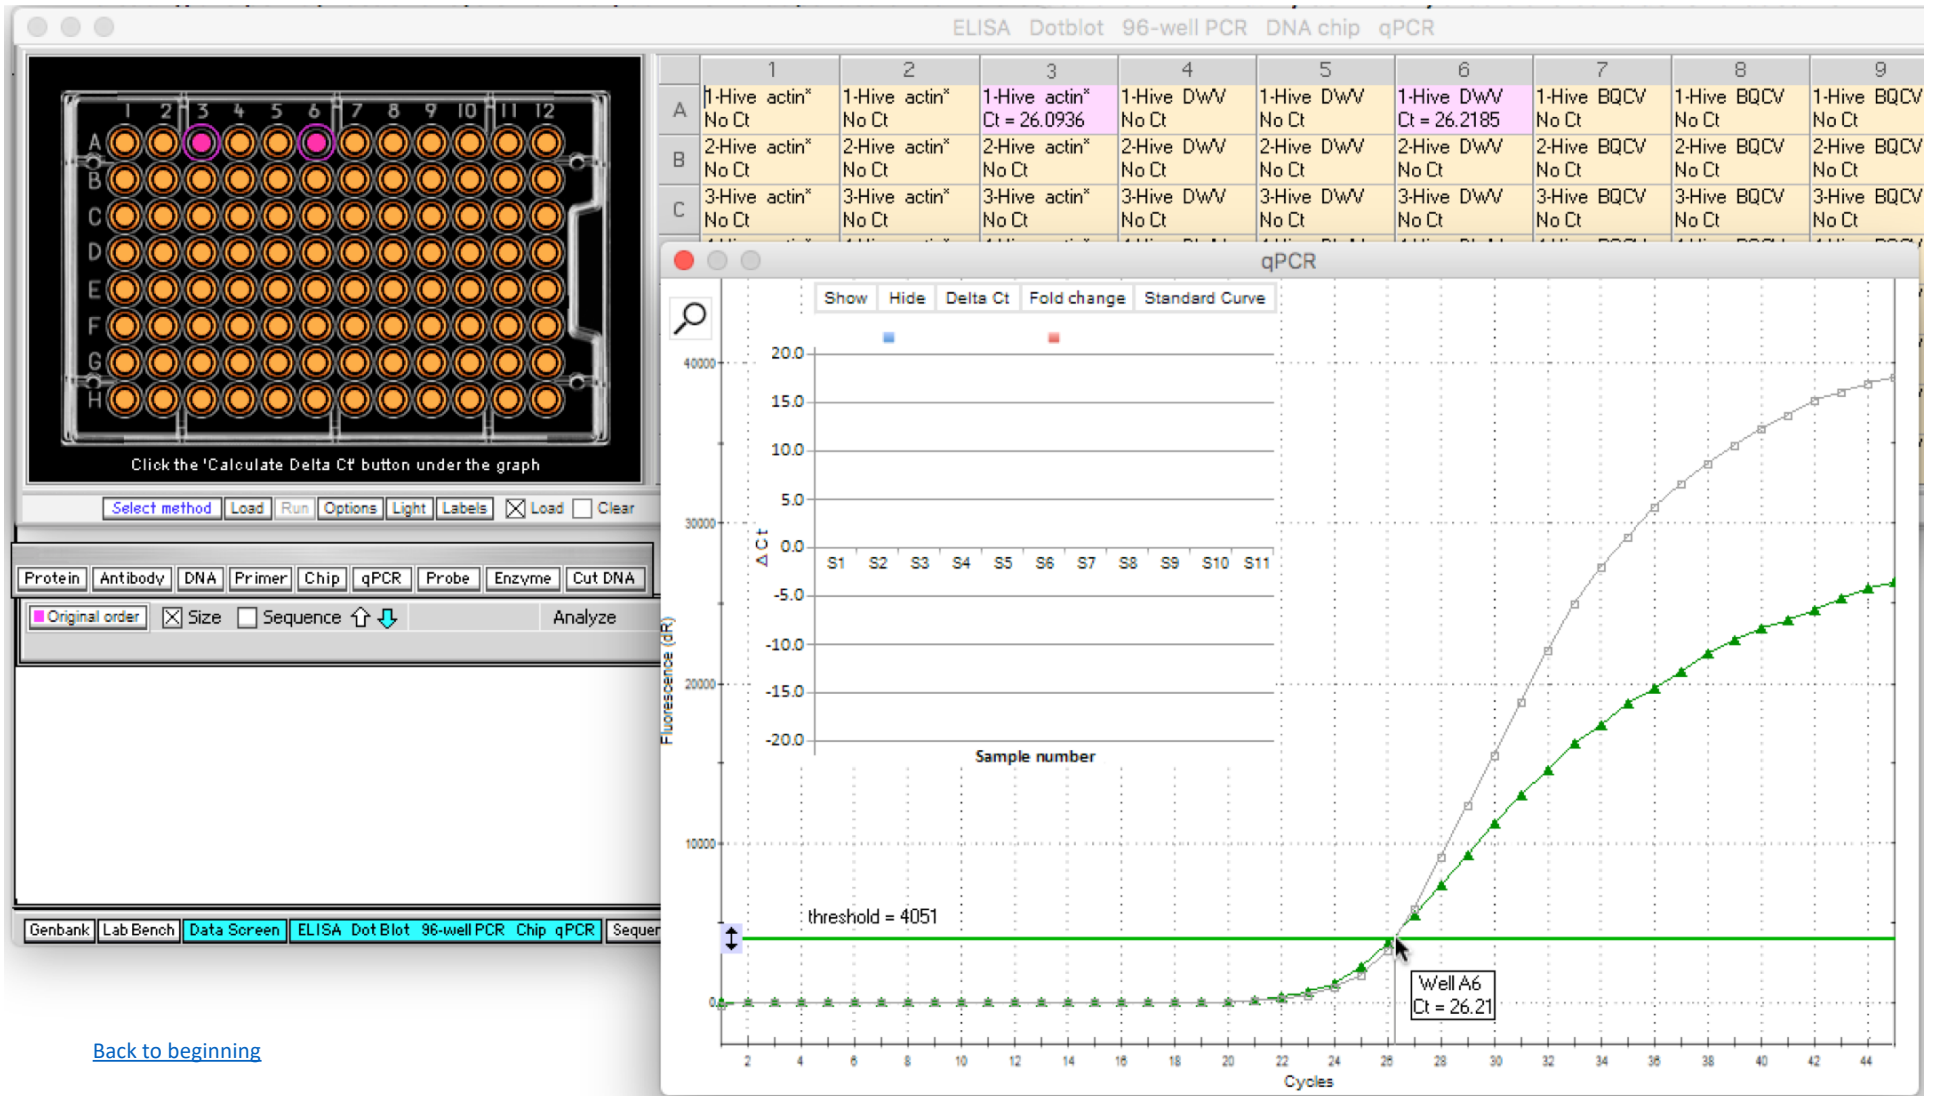 ELISA Dotblot 96-well PCR DNA chip qPCR
1 2 3 4 5 6 7 8 9 10 11 12
A
B
C
D
E
F
G
H
Click the 'Calculate Delta Ct' button under the graph
Select method Load Run Options Light Labels Load Clear
1 2 3 4 5 6 7 8 9
A 1-Hive actin* 1-Hive actin* 1-Hive actin* 1-Hive DWV 1-Hive DWV 1-Hive DWV 1-Hive BQCV 1-Hive BQCV 1-Hive BQCV
No Ct No Ct Ct = 26.0936 No Ct No Ct Ct = 26.2185 No Ct No Ct No Ct
B 2-Hive actin* 2-Hive actin* 2-Hive actin* 2-Hive DWV 2-Hive DWV 2-Hive DWV 2-Hive BQCV 2-Hive BQCV 2-Hive BQCV
No Ct No Ct No Ct No Ct No Ct No Ct No Ct No Ct No Ct
C 3-Hive actin* 3-Hive actin* 3-Hive actin* 3-Hive DWV 3-Hive DWV 3-Hive DWV 3-Hive BQCV 3-Hive BQCV 3-Hive BQCV
No Ct No Ct No Ct No Ct No Ct No Ct No Ct No Ct No Ct
Protein Antibody DNA Primer Chip qPCR Probe Enzyme Cut DNA
Original order Size Sequence Analyze
Genbank Lab Bench Data Screen ELISA Dot Blot 96-well PCR Chip qPCR
qPCR
Show Hide Delta Ct Fold change Standard Curve
20.0
15.0
10.0
5.0
0.0
-5.0
-10.0
-15.0
-20.0
Δ Ct
S1 S2 S3 S4 S5 S6 S7 S8 S9 S10 S11
Sample number
40000
30000
20000
10000
0
Fluorescence (dR)
threshold = 4051
Well A6
Ct = 26.21
2 4 6 8 10 12 14 16 18 20 22 24 26 28 30 32 34 36 38 40 42 44
Cycles
Back to beginning